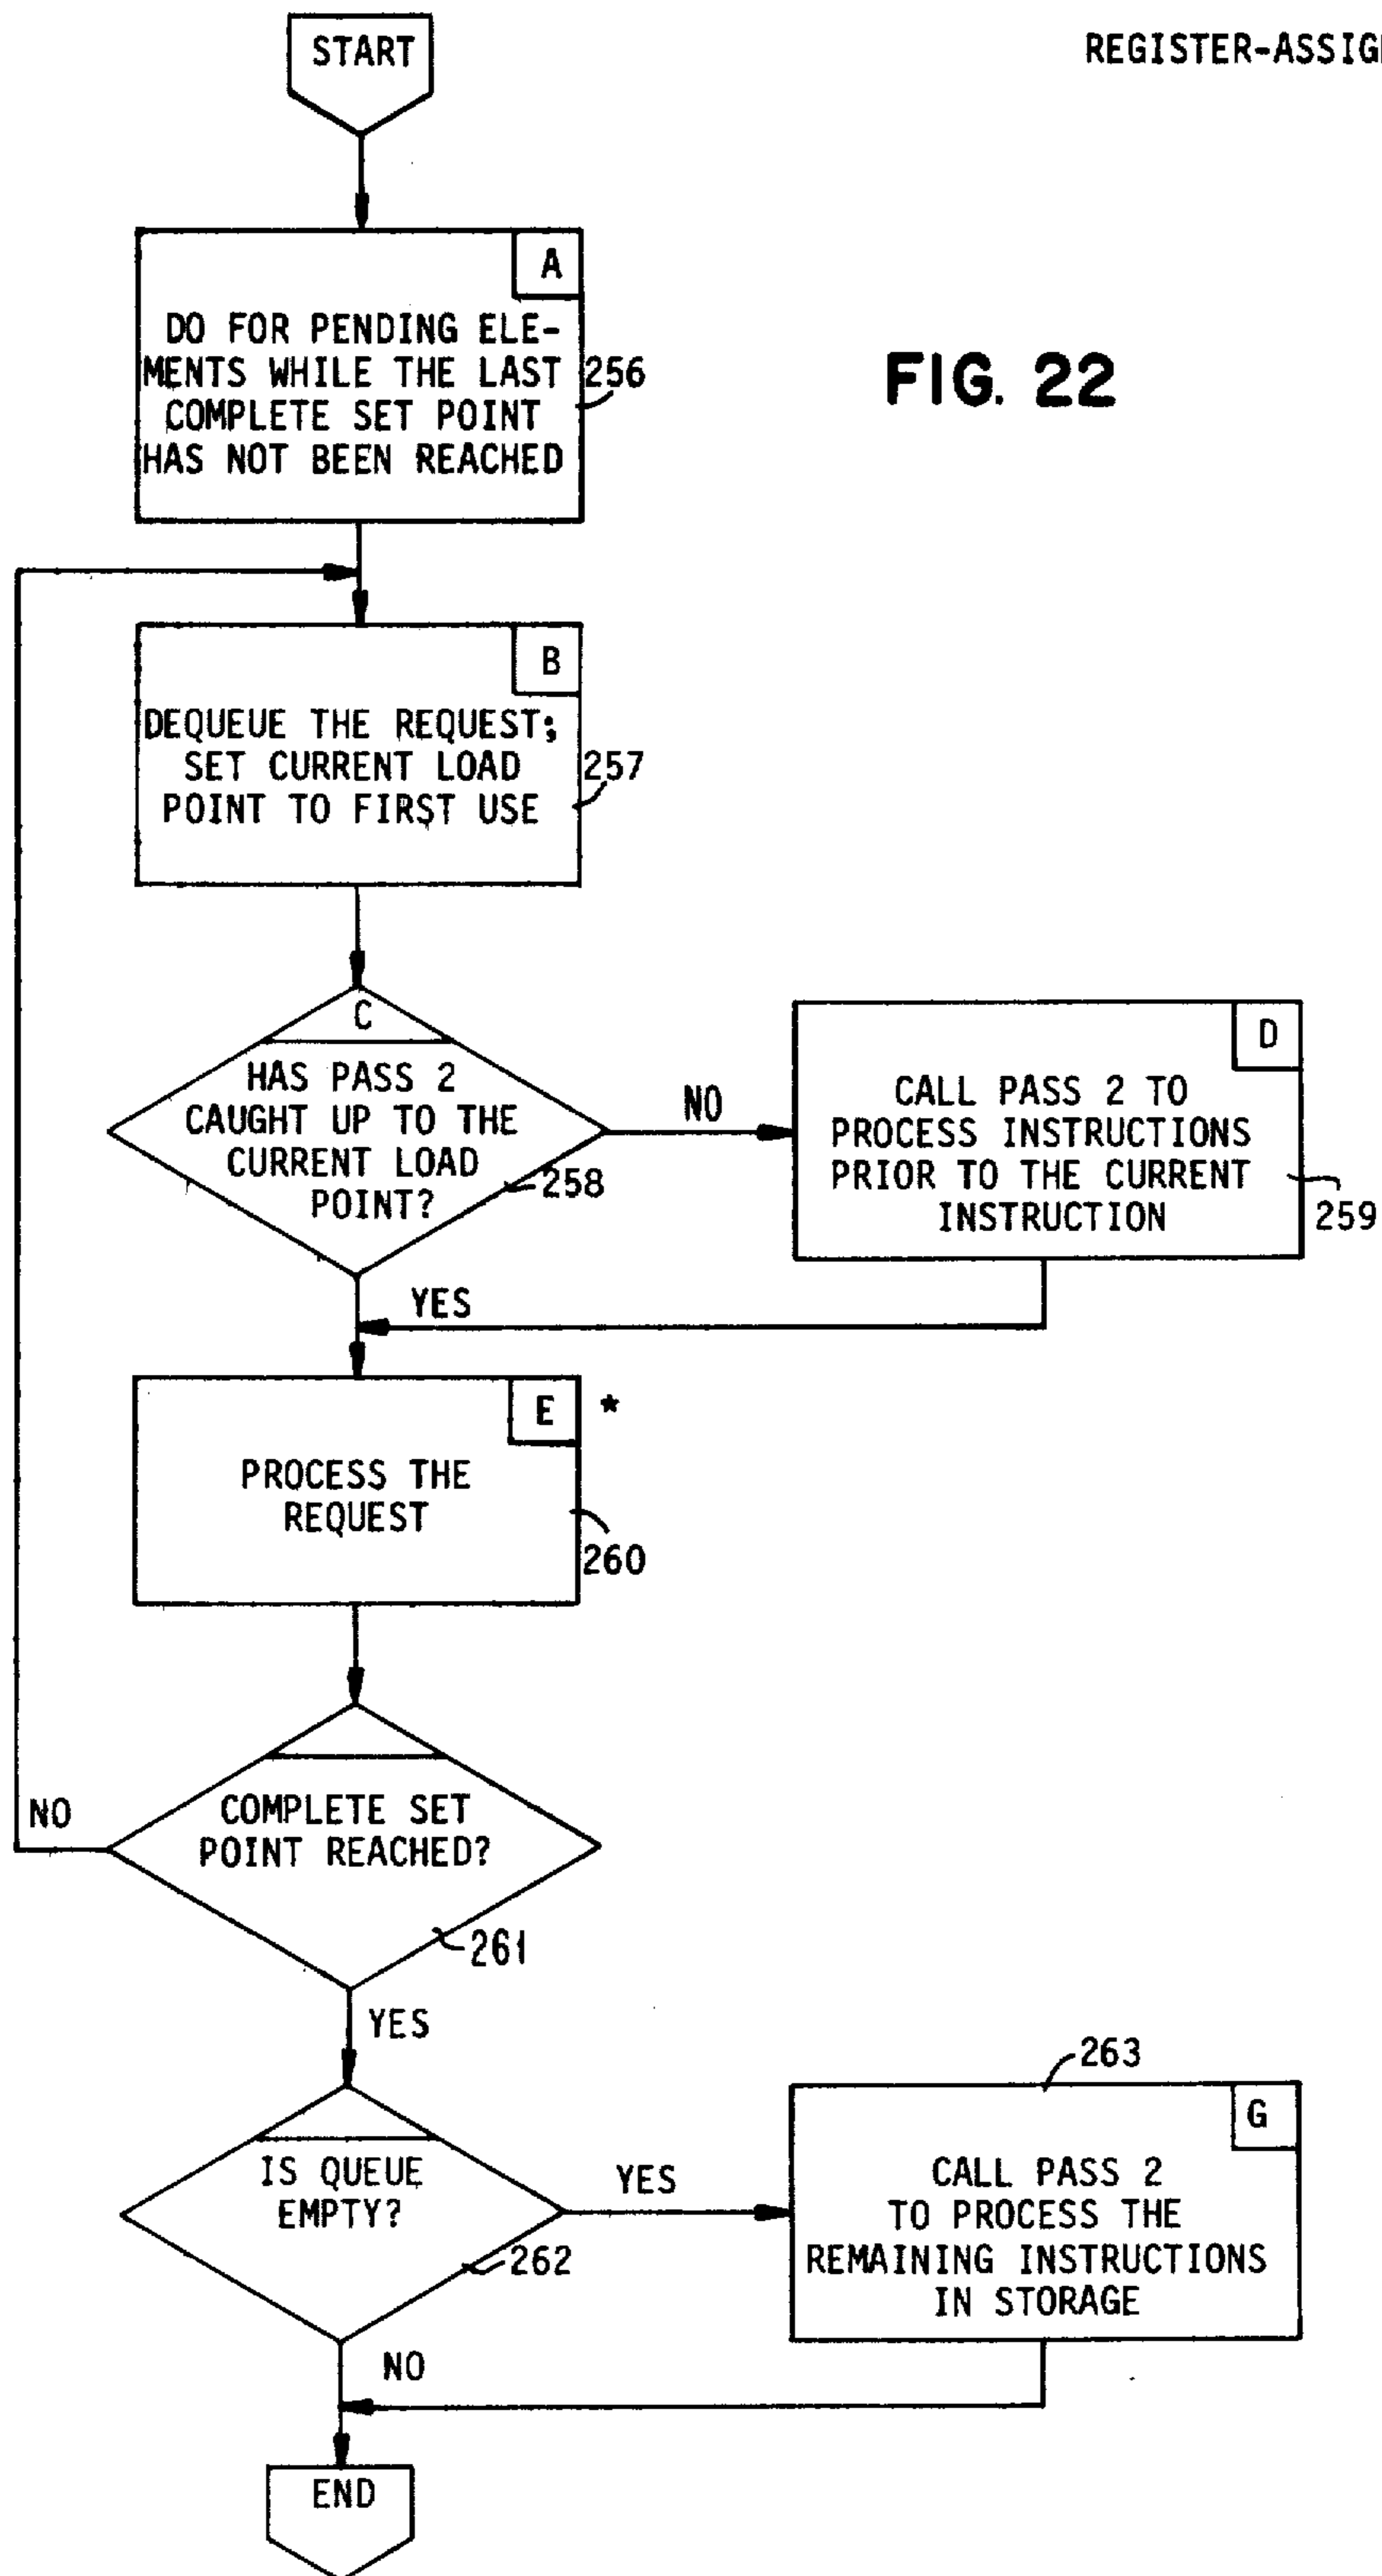 START
REGISTER-ASSIG
A
DO FOR PENDING ELE-
MENTS WHILE THE LAST
COMPLETE SET POINT
HAS NOT BEEN REACHED
256
FIG. 22
B
DEQUEUE THE REQUEST;
SET CURRENT LOAD
POINT TO FIRST USE
257
C
HAS PASS 2
CAUGHT UP TO THE
CURRENT LOAD
POINT?
258
NO
D
CALL PASS 2 TO
PROCESS INSTRUCTIONS
PRIOR TO THE CURRENT
INSTRUCTION
259
YES
E
*
PROCESS THE
REQUEST
260
NO
COMPLETE SET
POINT REACHED?
261
YES
IS QUEUE
EMPTY?
262
YES
263
G
CALL PASS 2
TO PROCESS THE
REMAINING INSTRUCTIONS
IN STORAGE
NO
END